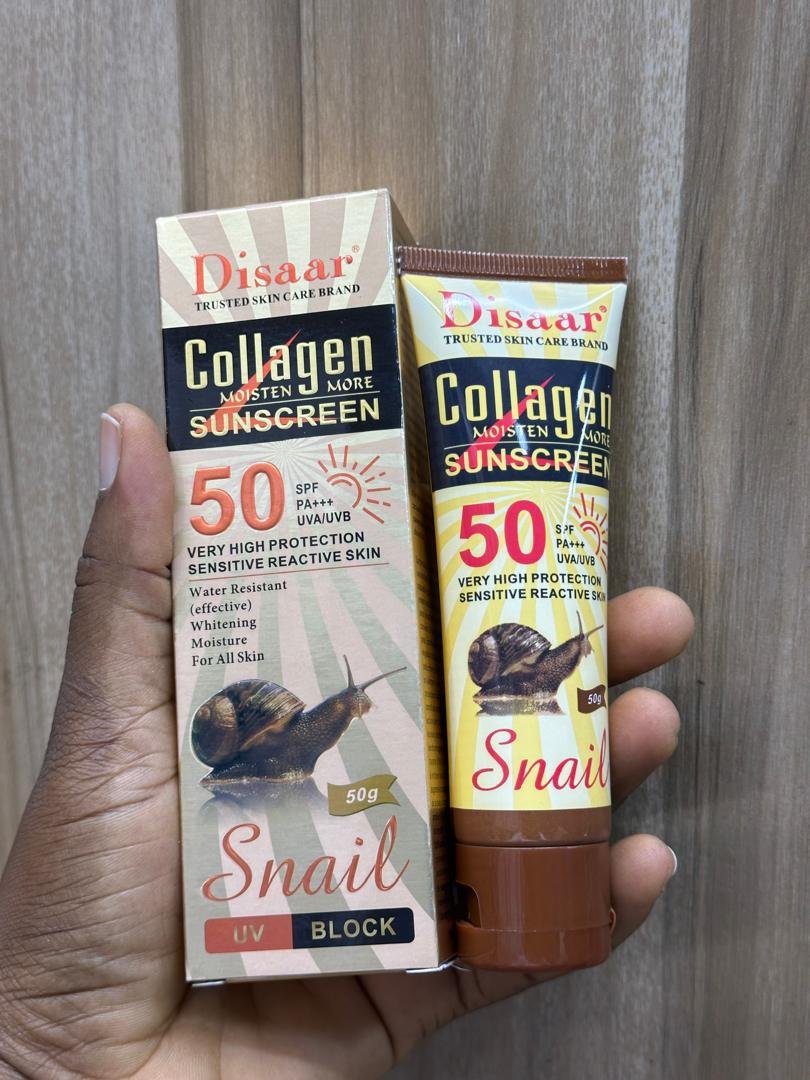 Disaar®
TRUSTED SKIN CARE BRAND
Collagen
MOISTEN MORE
SUNSCREEN
50
SPF
PA+++
UVA/UVB
VERY HIGH PROTECTION
SENSITIVE REACTIVE SKIN
Water Resistant
(effective)
Whitening
Moisture
For All Skin
50g
Snail
UV BLOCK
Disaar®
TRUSTED SKIN CARE BRAND
Collagen
MOISTEN MORE
SUNSCREEN
50
SPF
PA+++
UVA/UVB
VERY HIGH PROTECTION
SENSITIVE REACTIVE SKIN
50g
Snail